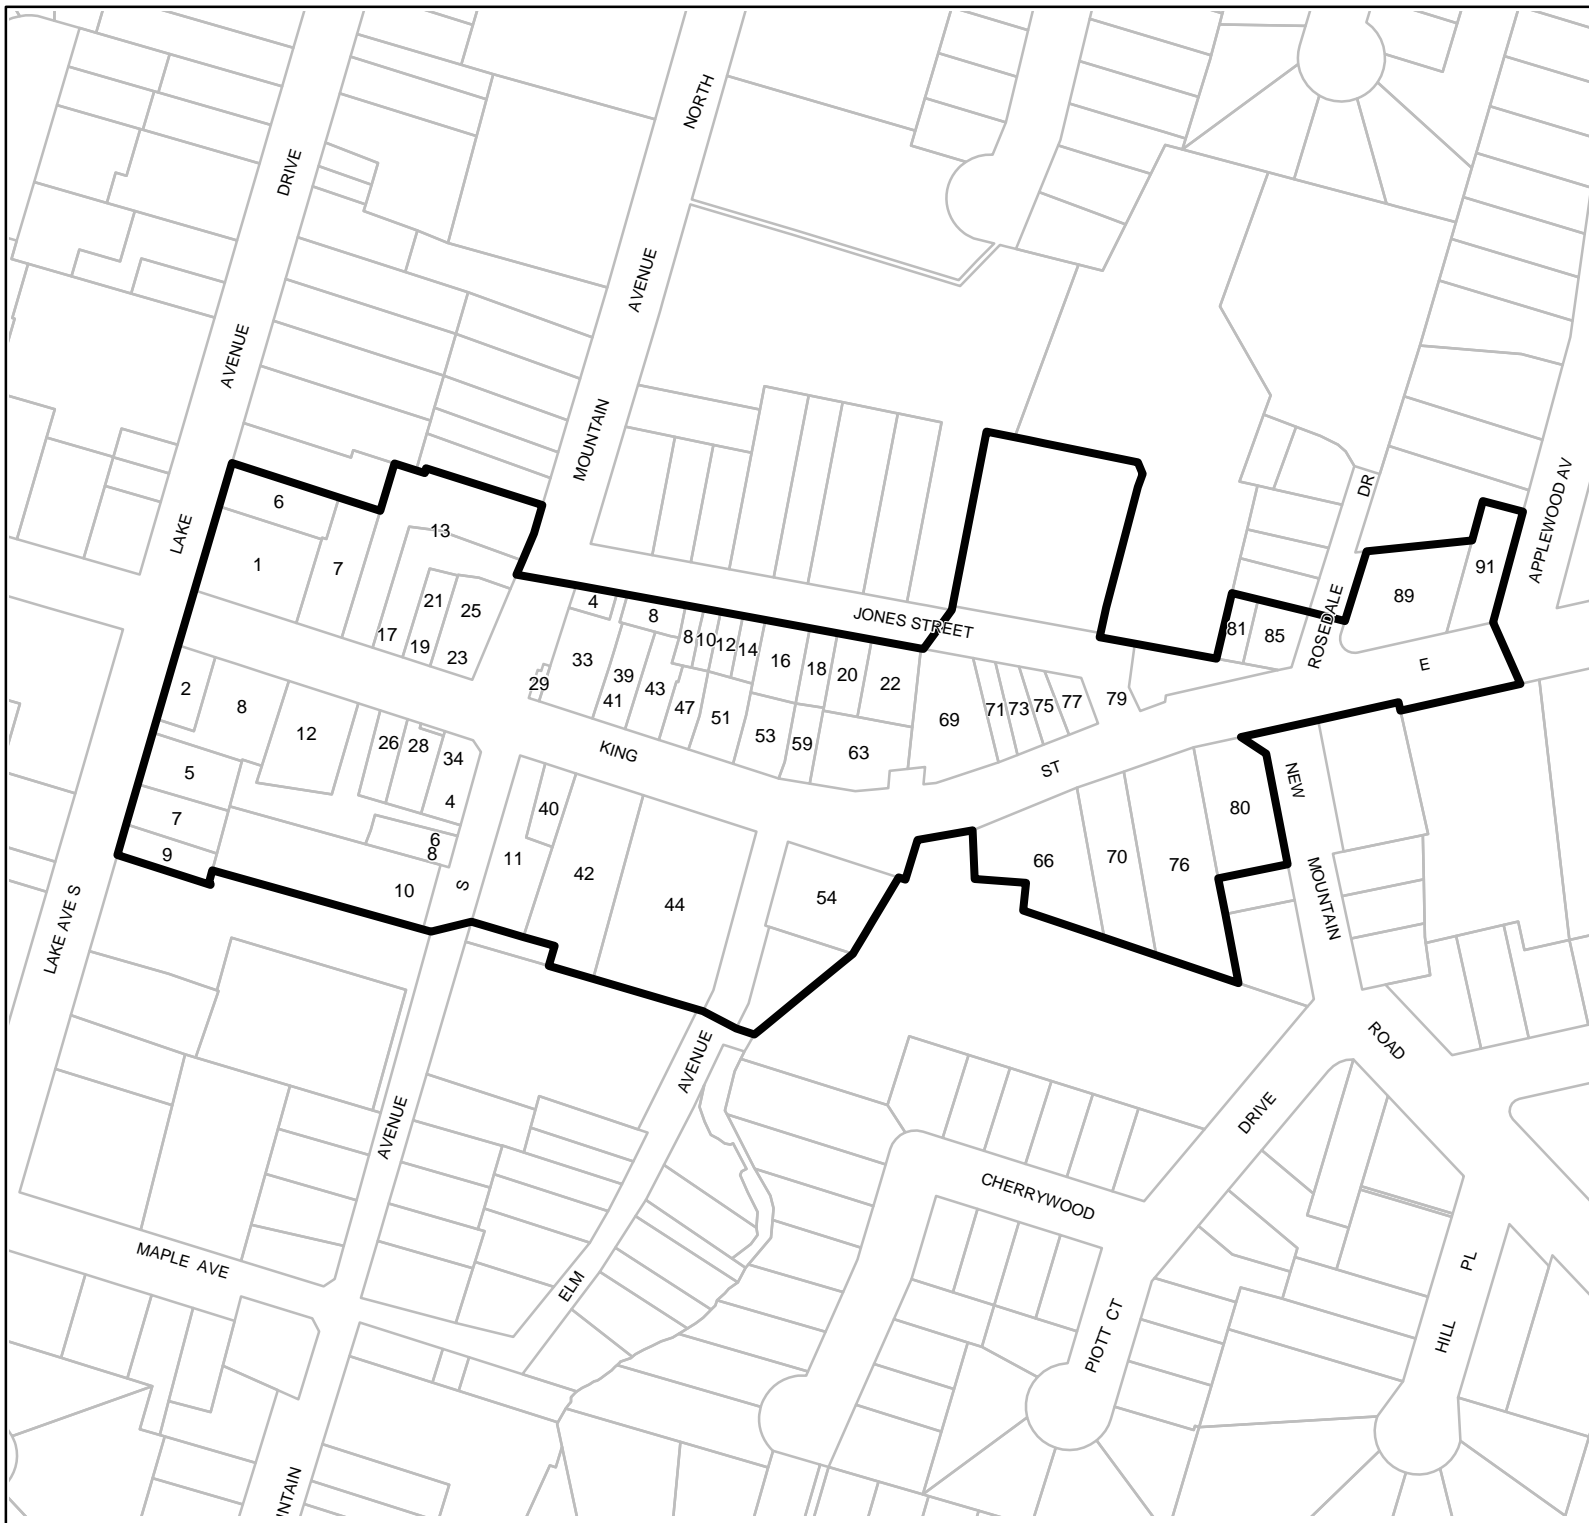 NORTH
DRIVE
AVENUE
AVENUE
MOUNTAIN
LAKE
DR
APPLEWOOD AV
6
13
1
7
91
89
21
25
4
8
JONES STREET
ROSEDALE
17
19
23
8
10
12
14
16
18
20
22
81
85
E
33
39
29
41
43
47
51
53
59
63
69
71
73
75
77
79
2
8
12
26
28
34
4
KING
ST
NEW
5
7
9
6
8
10
S
11
40
42
44
54
66
70
76
80
MOUNTAIN
LAKE AVE S
AVENUE
ROAD
AVENUE
DRIVE
CHERRYWOOD
MAPLE AVE
ELM
PIOTT CT
HILL PL
NTAIN